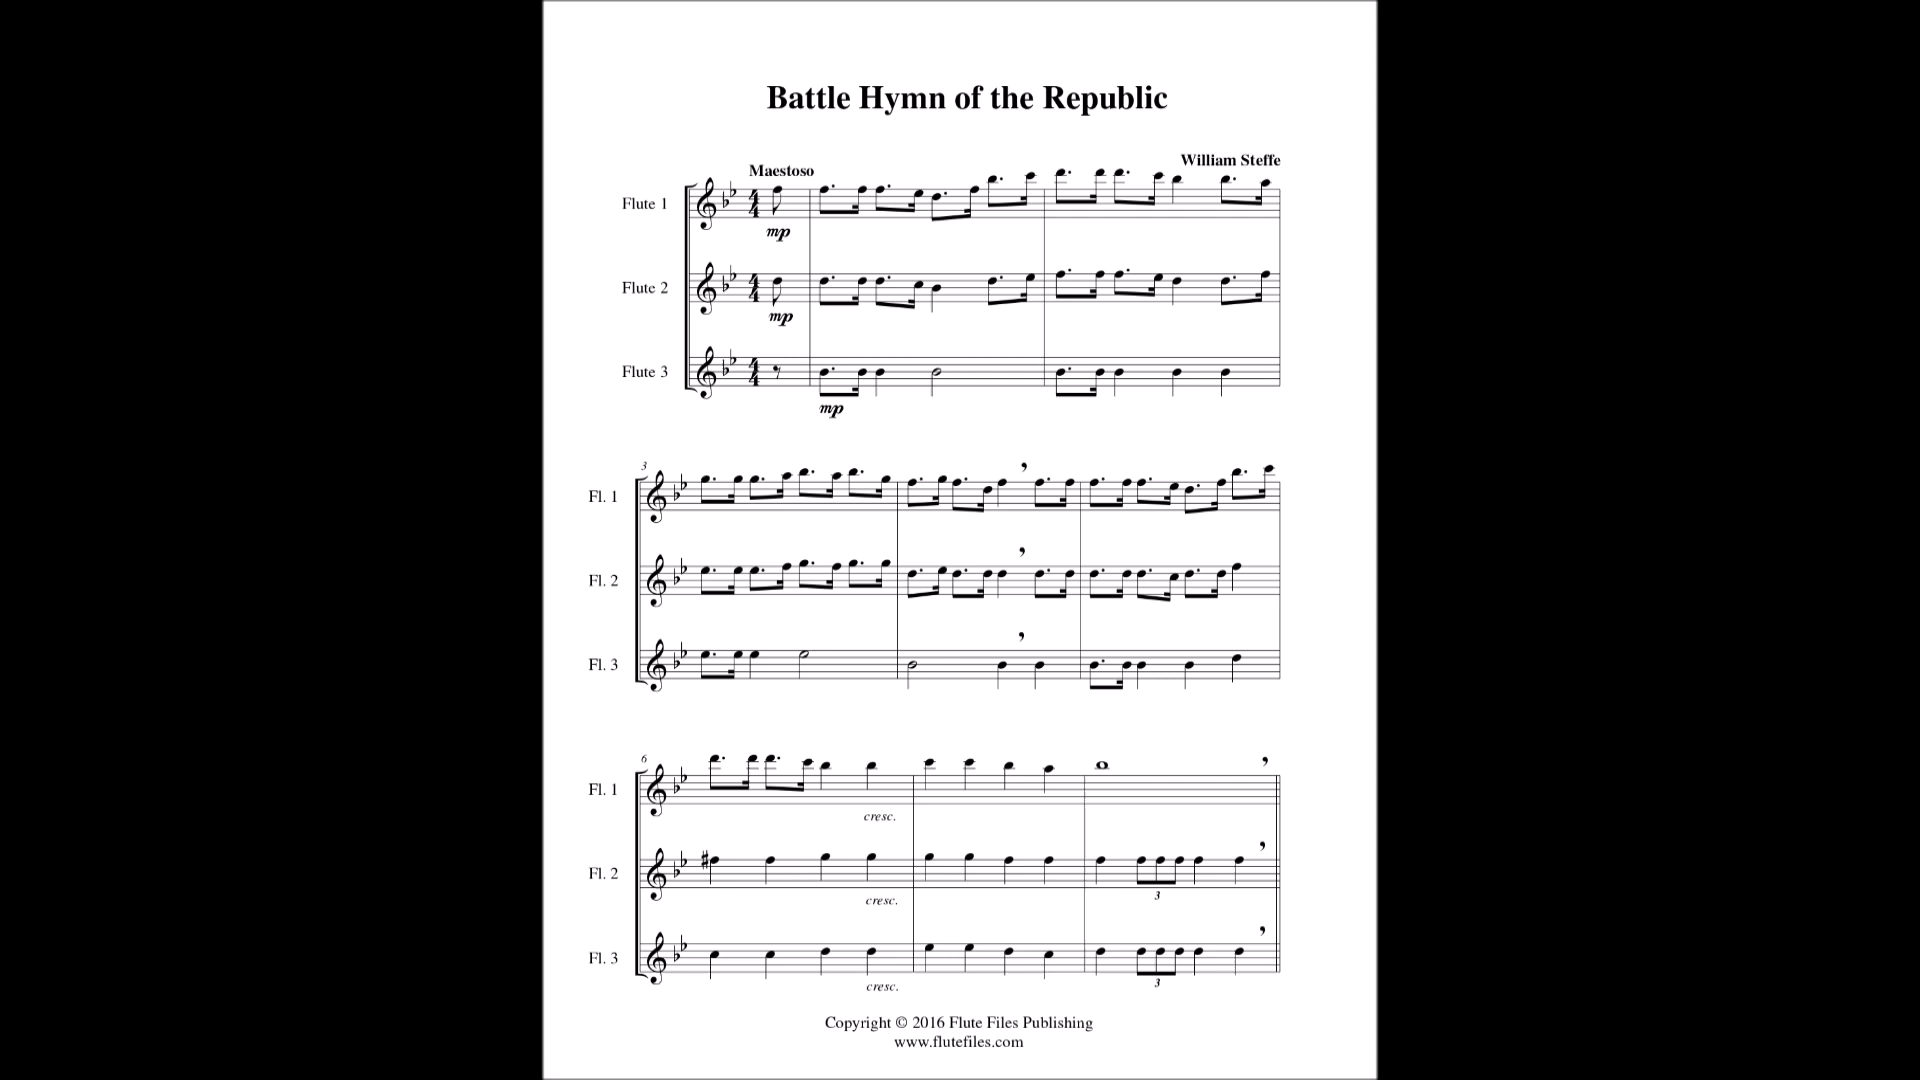 Battle Hymn of the Republic
William Steffe
Maestoso
Flute 1
mp
Flute 2
mp
Flute 3
mp
3
Fl. 1
Fl. 2
Fl. 3
6
Fl. 1
cresc.
Fl. 2
cresc.
3
Fl. 3
cresc.
3
Copyright © 2016 Flute Files Publishing
www.flutefiles.com